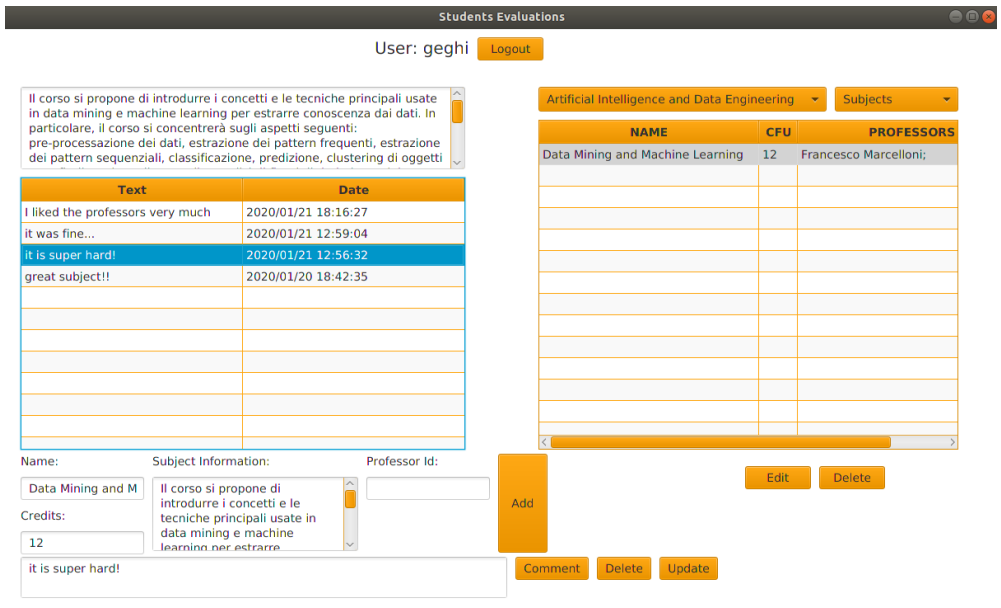 Students Evaluations
User: geghi
Logout
Il corso si propone di introdurre i concetti e le tecniche principali usate
in data mining e machine learning per estrarre conoscenza dai dati. In
particolare, il corso si concentrerà sugli aspetti seguenti:
pre-processazione dei dati, estrazione dei pattern frequenti, estrazione
dei pattern sequenziali, classificazione, predizione, clustering di oggetti
Text Date
I liked the professors very much 2020/01/21 18:16:27
it was fine... 2020/01/21 12:59:04
it is super hard! 2020/01/21 12:56:32
great subject!! 2020/01/20 18:42:35
Artificial Intelligence and Data Engineering
Subjects
NAME CFU PROFESSORS
Data Mining and Machine Learning 12 Francesco Marcelloni;
Edit
Delete
Name:
Data Mining and M
Credits:
12
Subject Information:
Il corso si propone di
introdurre i concetti e le
tecniche principali usate in
data mining e machine
learning per estrarre
Professor Id:
Add
it is super hard!
Comment
Delete
Update